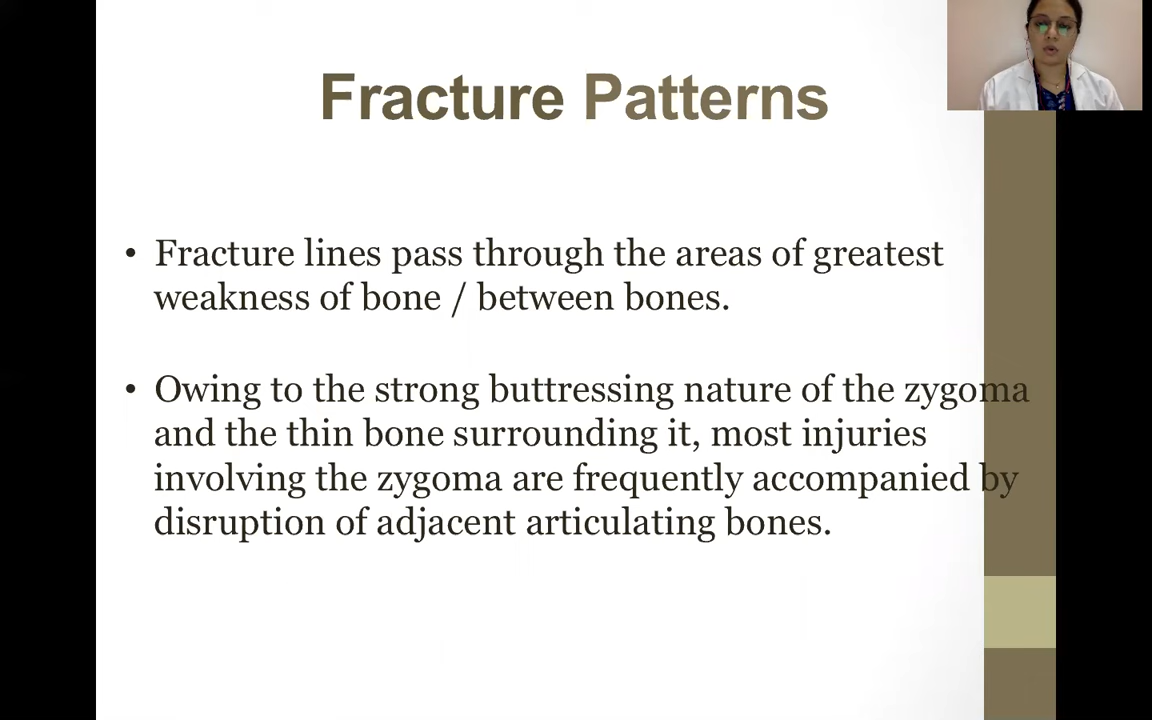 Fracture Patterns
• Fracture lines pass through the areas of greatest
weakness of bone / between bones.
• Owing to the strong buttressing nature of the zygoma
and the thin bone surrounding it, most injuries
involving the zygoma are frequently accompanied by
disruption of adjacent articulating bones.